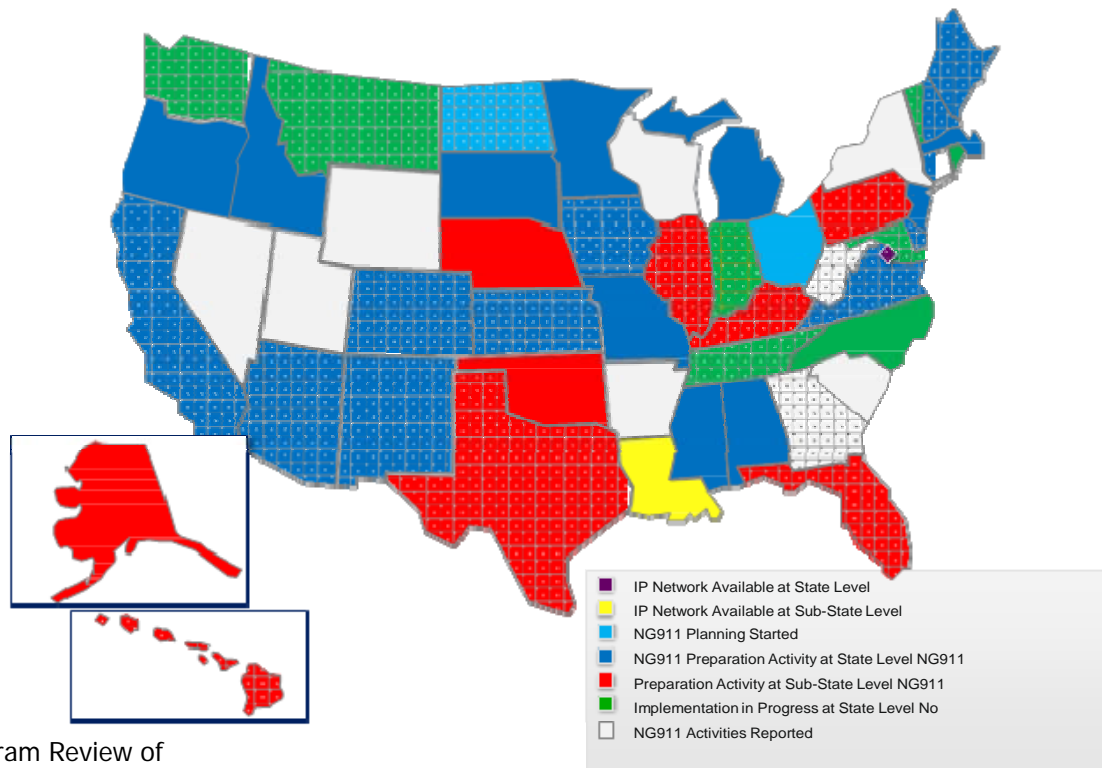 IP Network Available at State Level
IP Network Available at Sub-State Level
NG911 Planning Started
NG911 Preparation Activity at State Level NG911
Preparation Activity at Sub-State Level NG911
Implementation in Progress at State Level No
NG911 Activities Reported
ram Review of